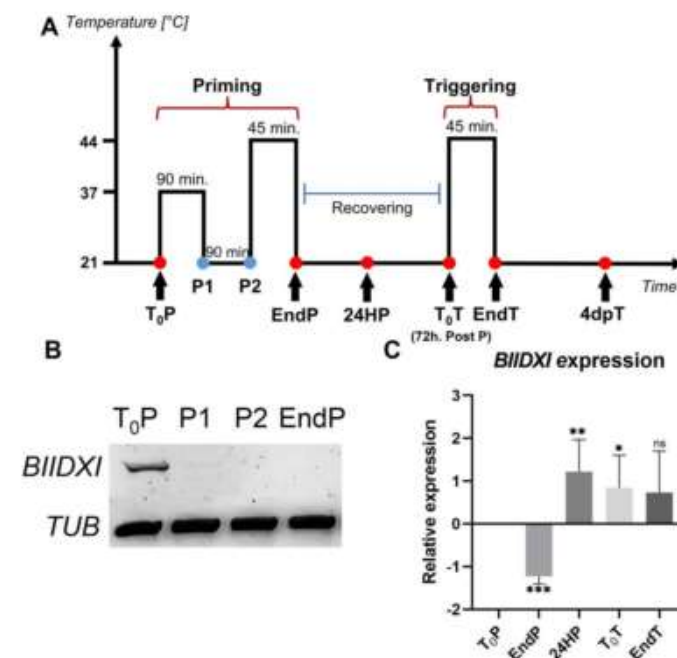 A Temperature [°C]
Priming
Triggering
44
45 min.
45 min.
37
90 min.
Recovering
90 min
21
P1 P2
Time
T₀P
EndP
24HP
T₀T
EndT
4dpT
(72h. Post P)
B
T₀P P1 P2 EndP
BIIDXI
TUB
C
BIIDXI expression
Relative expression
3
2
1
0
-1
-2
**
*
ns
***
T₀P
EndP
24HP
T₀T
EndT